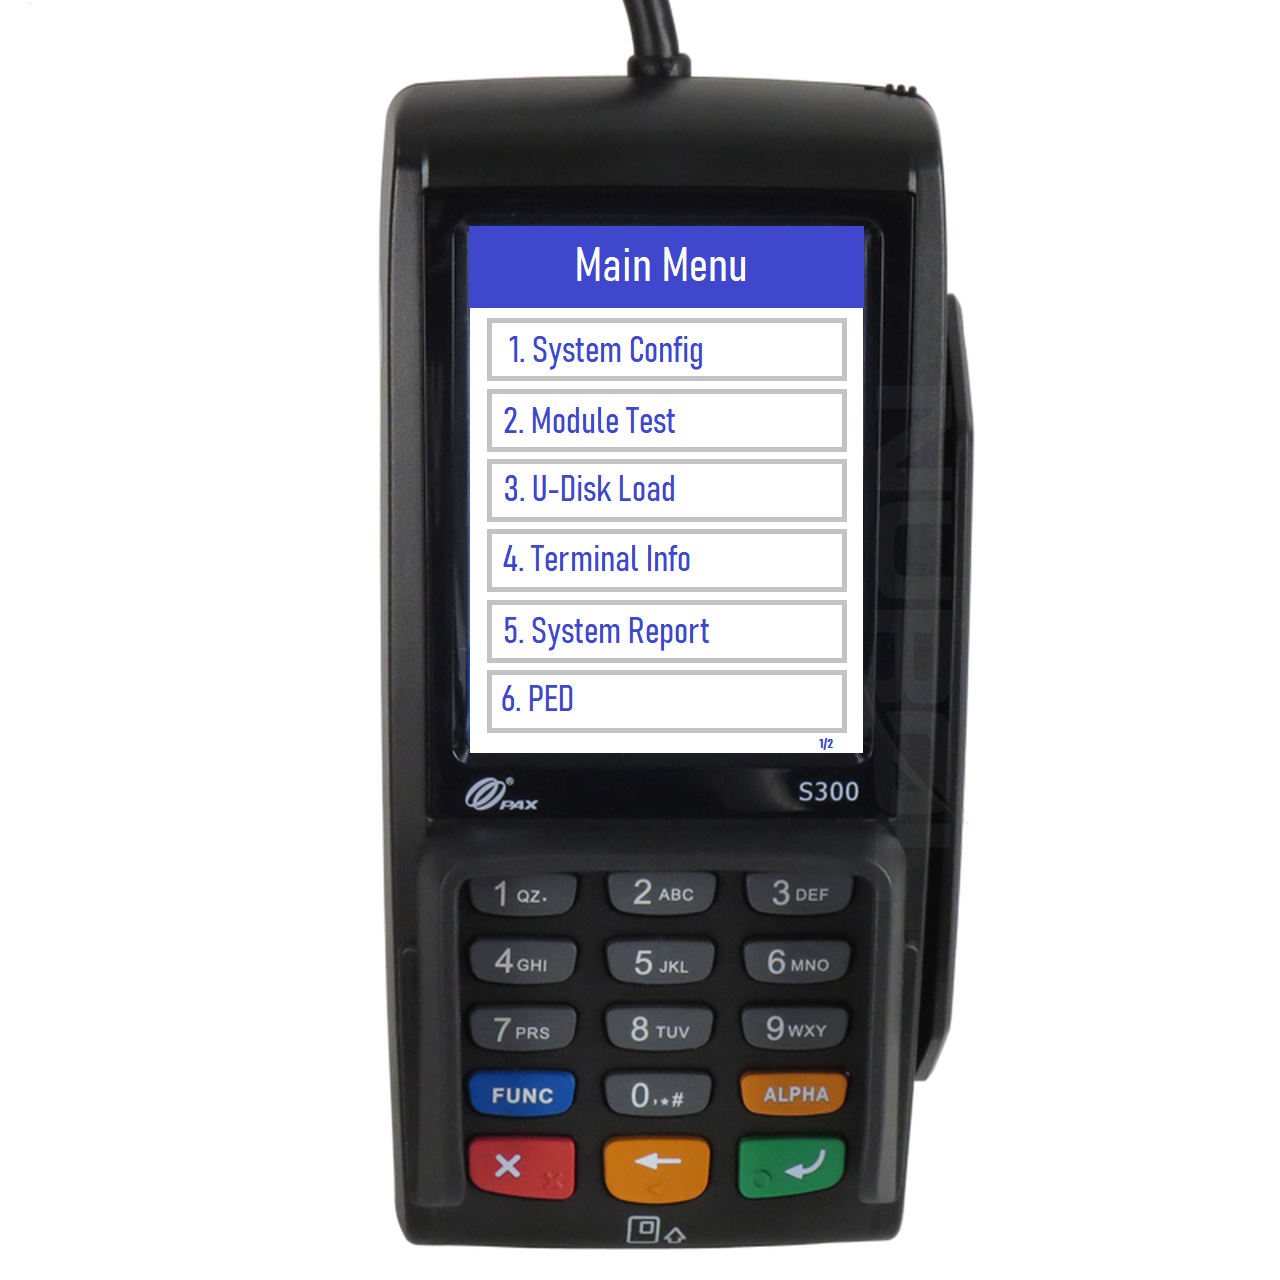 Main Menu
1. System Config
2. Module Test
3. U-Disk Load
4. Terminal Info
5. System Report
6. PED
1/2
PAX®
S300
1 QZ. 2 ABC 3 DEF
4 GHI 5 JKL 6 MNO
7 PRS 8 TUV 9 WXY
FUNC 0,*# ALPHA